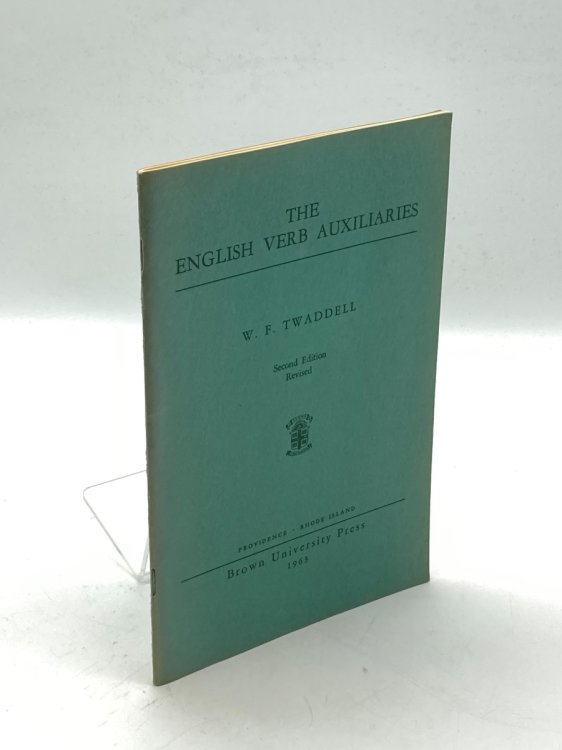 THE
ENGLISH VERB AUXILIARIES
W. F. TWADDELL
Second Edition
Revised
PROVIDENCE · RHODE ISLAND
Brown University Press
1963